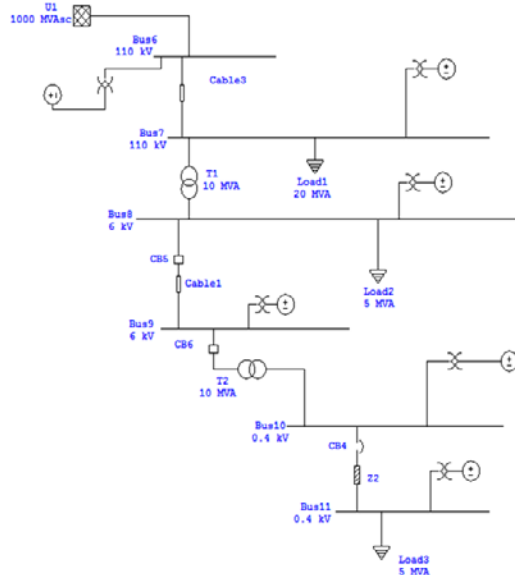 U1
1000 MVAsc
Bus6
110 kV
Cable3
Bus7
110 kV
T1
10 MVA
Load1
20 MVA
Bus8
6 kV
CB5
Cable1
Load2
5 MVA
Bus9
6 kV
CB6
T2
10 MVA
Bus10
0.4 kV
CB4
Z2
Bus11
0.4 kV
Load3
5 MVA